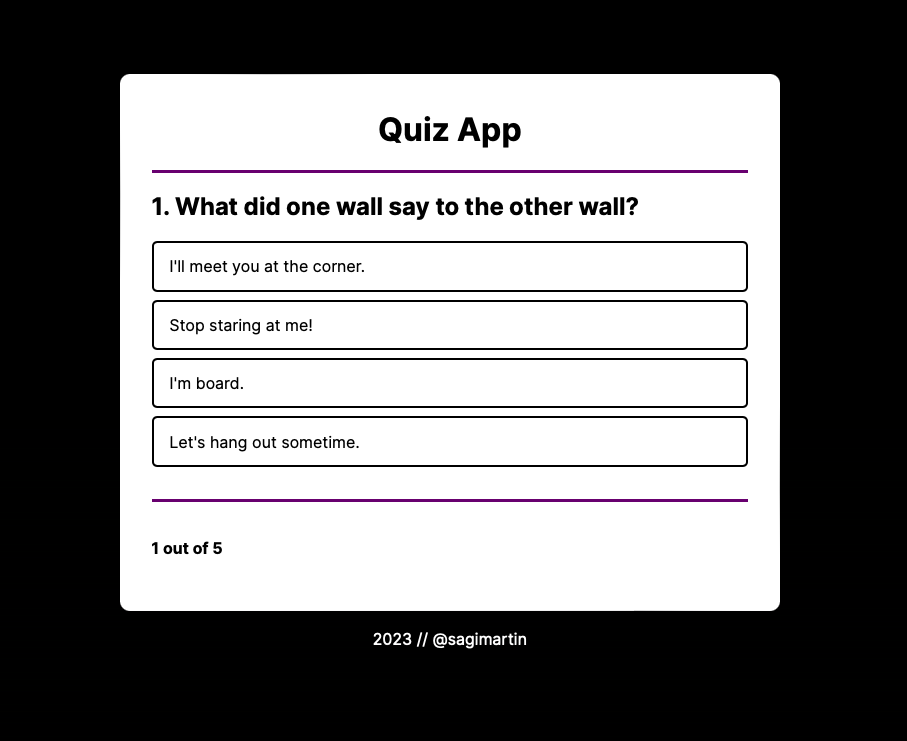 Quiz App
1. What did one wall say to the other wall?
I'll meet you at the corner.
Stop staring at me!
I'm board.
Let's hang out sometime.
1 out of 5
2023 // @sagimartin